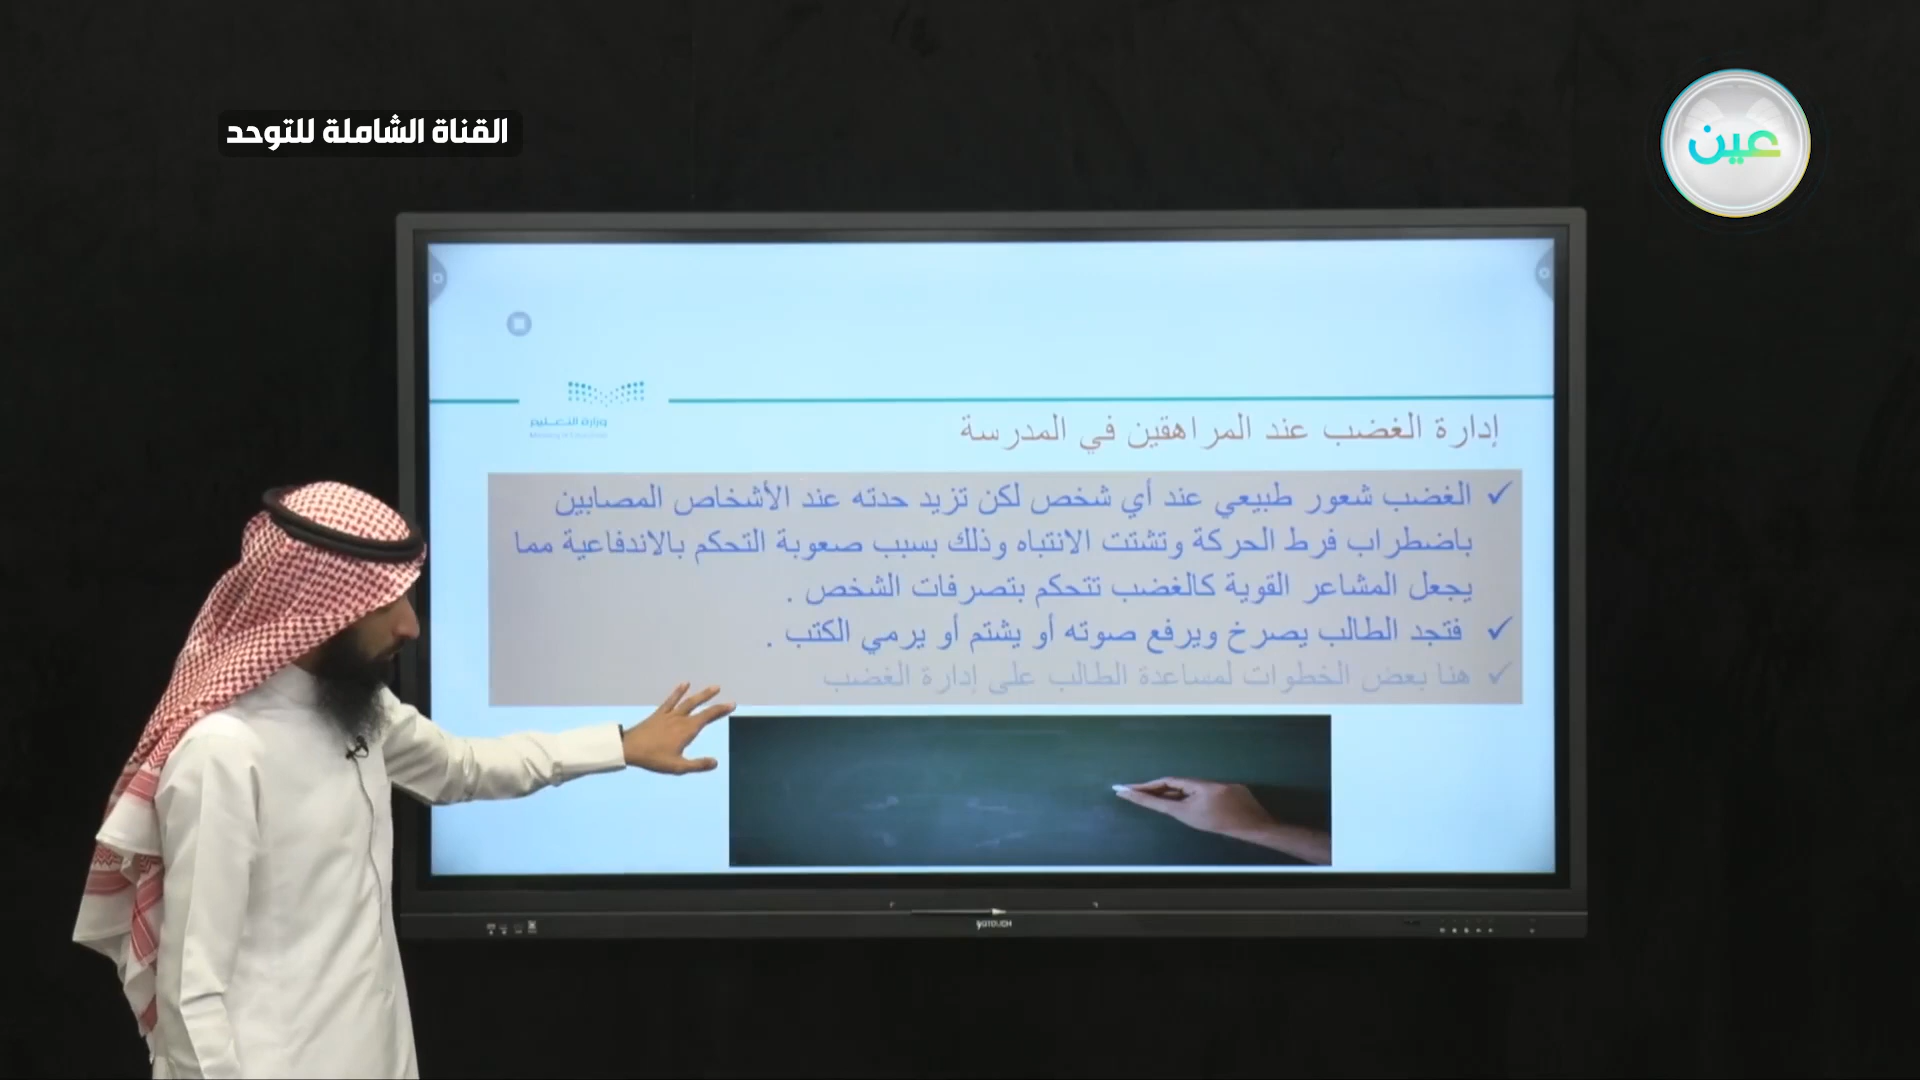 القناة الشاملة للتوحد
عين
وزارة التعليم
Ministry of Education
إدارة الغضب عند المراهقين في المدرسة
✓ الغضب شعور طبيعي عند أي شخص لكن تزيد حدته عند الأشخاص المصابين
باضطراب فرط الحركة وتشتت الانتباه وذلك بسبب صعوبة التحكم بالاندفاعية مما
يجعل المشاعر القوية كالغضب تتحكم بتصرفات الشخص .
✓ فتجد الطالب يصرخ ويرفع صوته أو يشتم أو يرمي الكتب .
✓ هنا بعض الخطوات لمساعدة الطالب على إدارة الغضب